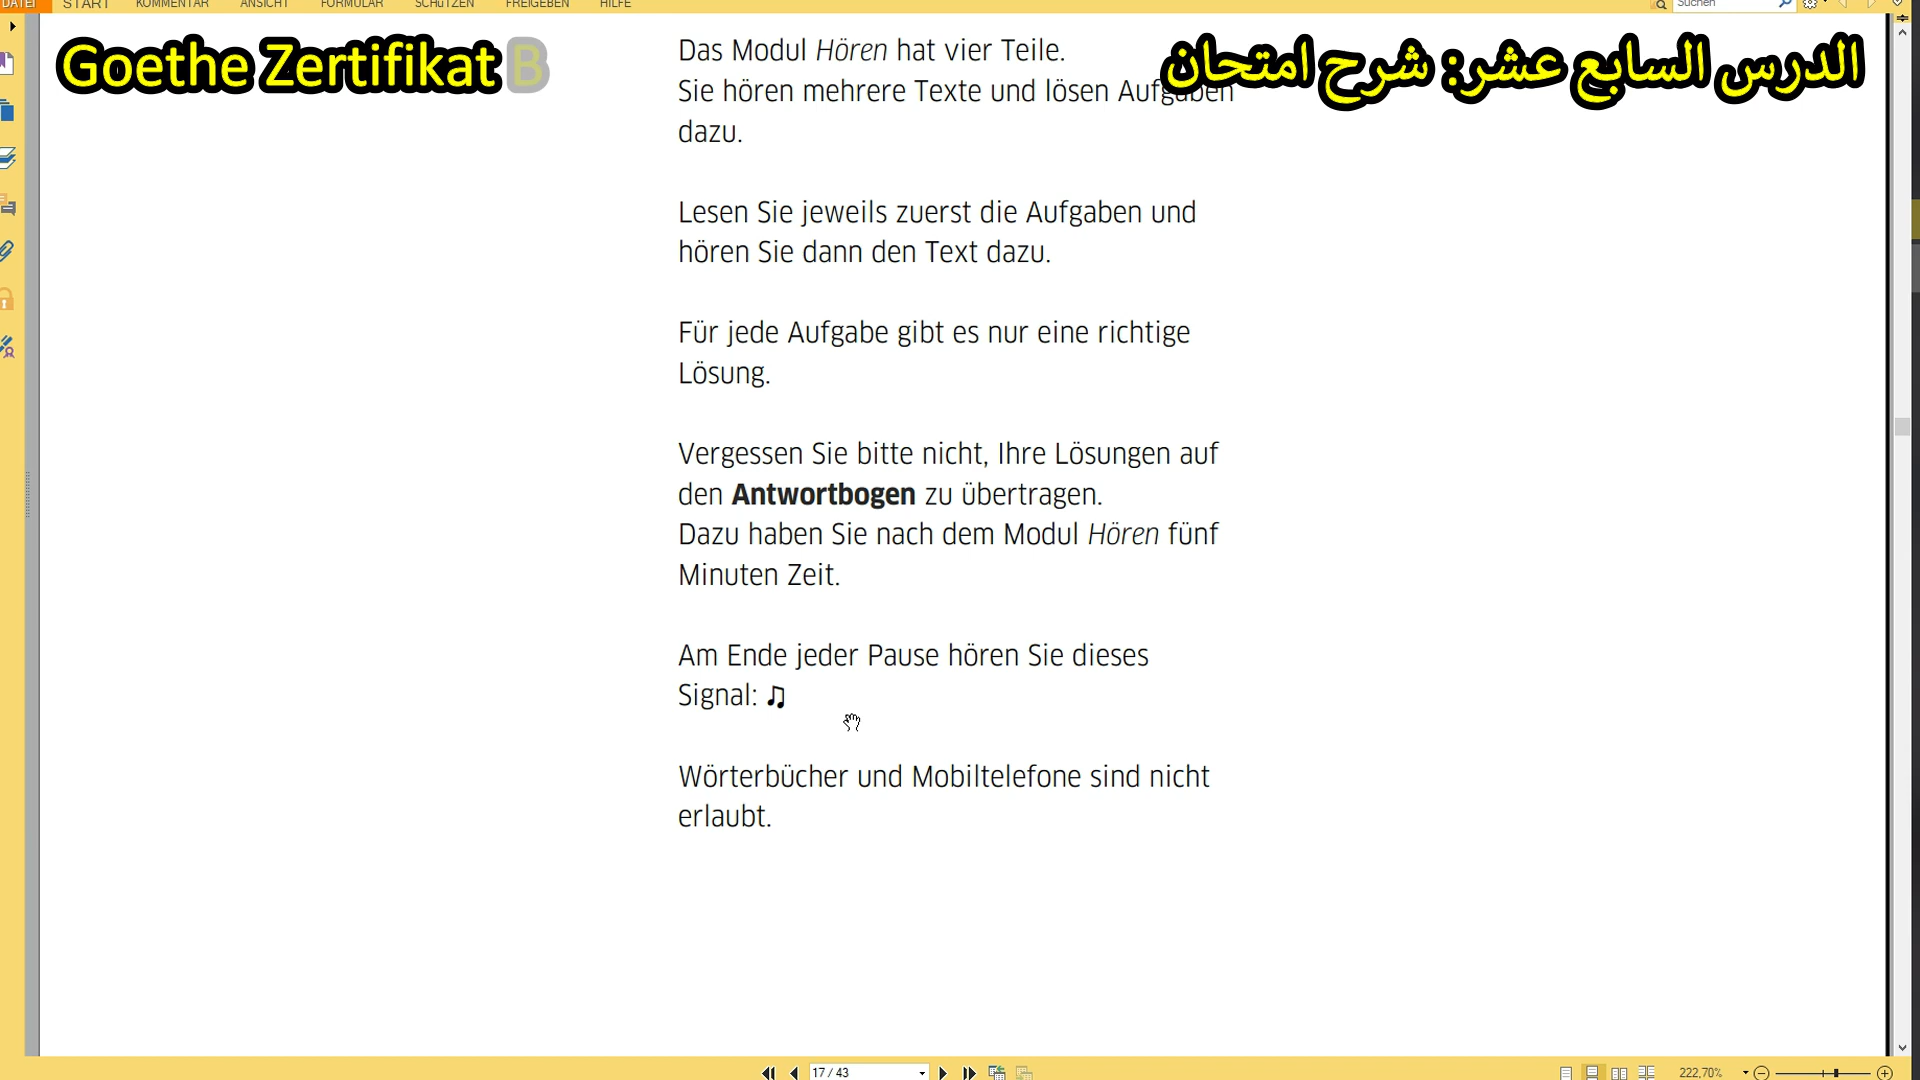 DATEI START KOMMENTAR ANSICHT FORMULAR SCHÜTZEN FREIGEBEN HILFE Suchen
Goethe Zertifikat B
الدرس السابع عشر: شرح امتحان
Das Modul Hören hat vier Teile.
Sie hören mehrere Texte und lösen Aufgaben
dazu.
Lesen Sie jeweils zuerst die Aufgaben und
hören Sie dann den Text dazu.
Für jede Aufgabe gibt es nur eine richtige
Lösung.
Vergessen Sie bitte nicht, Ihre Lösungen auf
den Antwortbogen zu übertragen.
Dazu haben Sie nach dem Modul Hören fünf
Minuten Zeit.
Am Ende jeder Pause hören Sie dieses
Signal: ♫
Wörterbücher und Mobiltelefone sind nicht
erlaubt.
17 / 43 222,70%